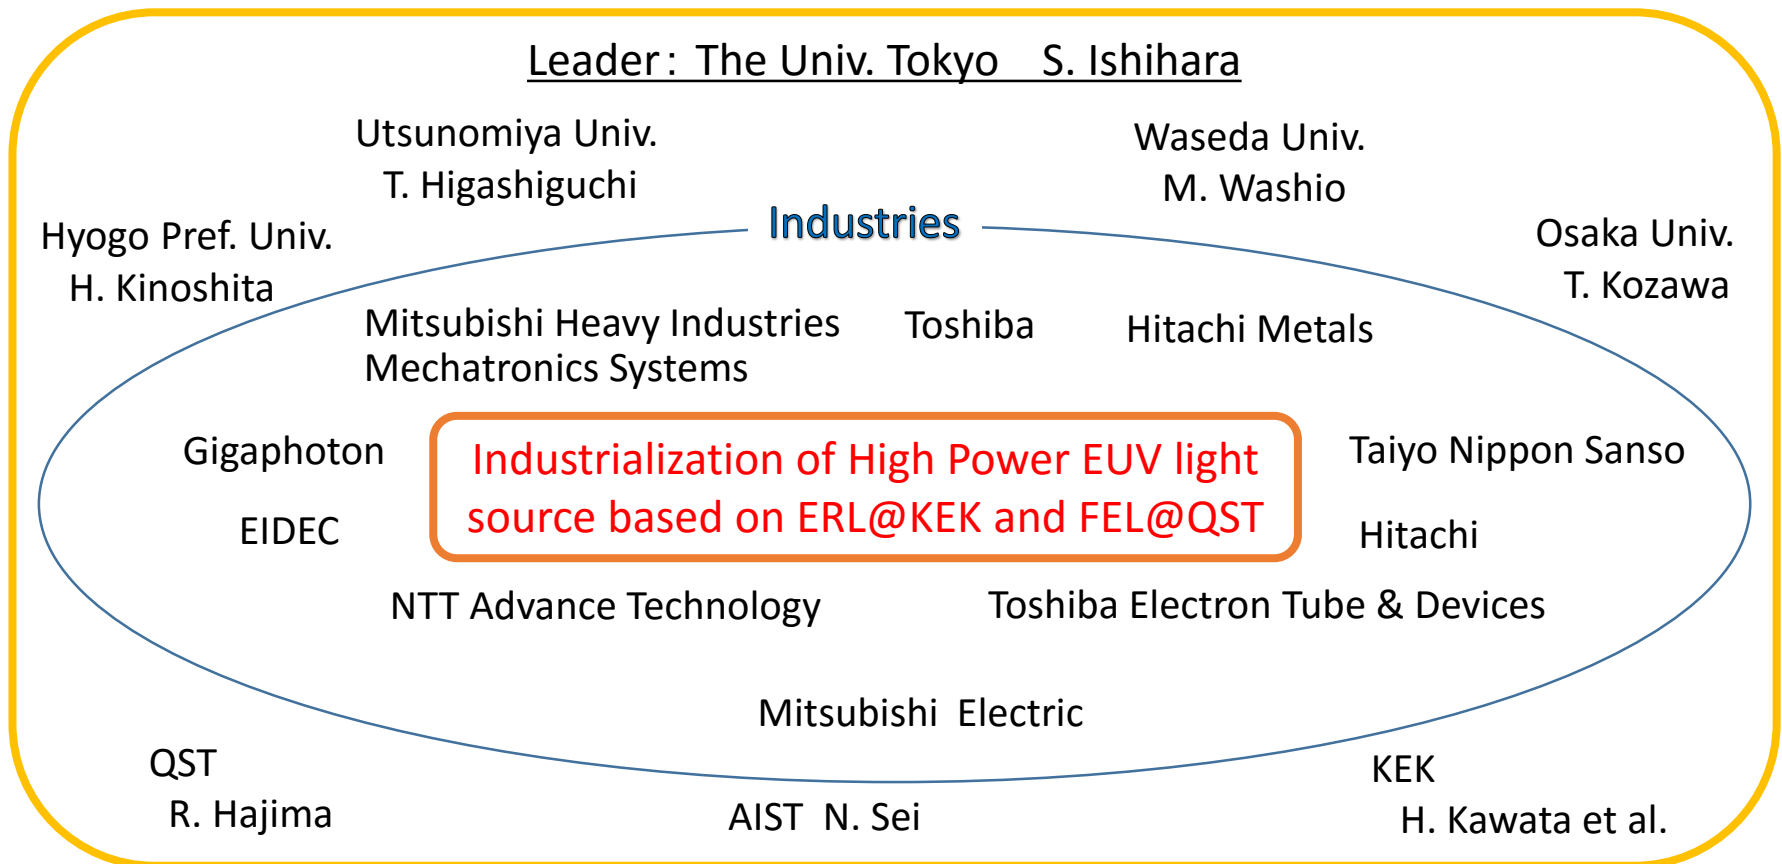 Leader: The Univ. Tokyo S. Ishihara
Utsunomiya Univ.
T. Higashiguchi
Waseda Univ.
M. Washio
Hyogo Pref. Univ.
H. Kinoshita
Industries
Osaka Univ.
T. Kozawa
Mitsubishi Heavy Industries
Mechatronics Systems
Toshiba
Hitachi Metals
Gigaphoton
Industrialization of High Power EUV light
source based on ERL@KEK and FEL@QST
Taiyo Nippon Sanso
EIDEC
Hitachi
NTT Advance Technology
Toshiba Electron Tube & Devices
Mitsubishi Electric
QST
R. Hajima
AIST N. Sei
KEK
H. Kawata et al.